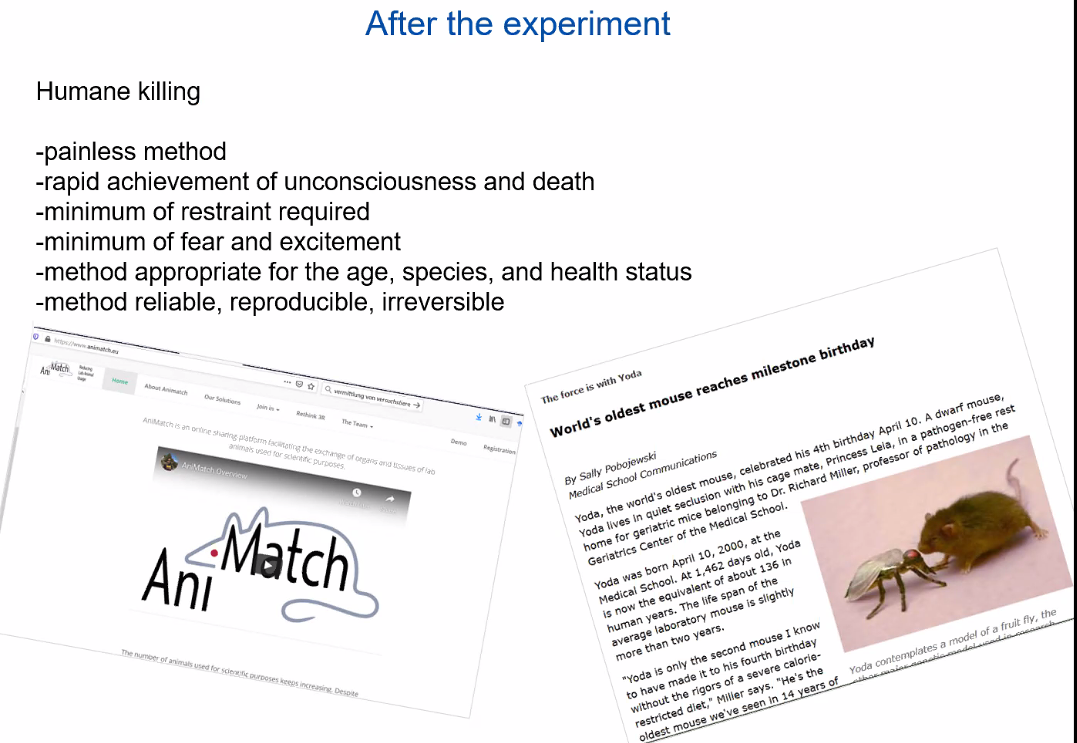 After the experiment
Humane killing
-painless method
-rapid achievement of unconsciousness and death
-minimum of restraint required
-minimum of fear and excitement
-method appropriate for the age, species, and health status
-method reliable, reproducible, irreversible
https://www.animatch.eu
vermittlung von versuchstiere
AniMatch
Reducing
Home
About Animatch
Our Solutions
Join us
Rethink 3R
The Team
Demo
Registration
AniMatch is an online sharing platform facilitating the exchange of organs and tissues of lab
animals used for scientific purposes.
AniMatch Overview
AniMatch
The number of animals used for scientific purposes keeps increasing. Despite
The force is with Yoda
World's oldest mouse reaches milestone birthday
By Sally Pobojewski
Medical School Communications
Yoda, the world's oldest mouse, celebrated his 4th birthday April 10. A dwarf mouse,
Yoda lives in quiet seclusion with his cage mate, Princess Leia, in a pathogen-free rest
home for geriatric mice belonging to Dr. Richard Miller, professor of pathology in the
Geriatrics Center of the Medical School.
Yoda was born April 10, 2000, at the
Medical School. At 1,462 days old, Yoda
is now the equivalent of about 136 in
human years. The life span of the
average laboratory mouse is slightly
more than two years.
"Yoda is only the second mouse I know
to have made it to his fourth birthday
without the rigors of a severe calorie-
restricted diet," Miller says. "He's the
oldest mouse we've seen in 14 years of
Yoda contemplates a model of a fruit fly, the
other major genetic model used in research